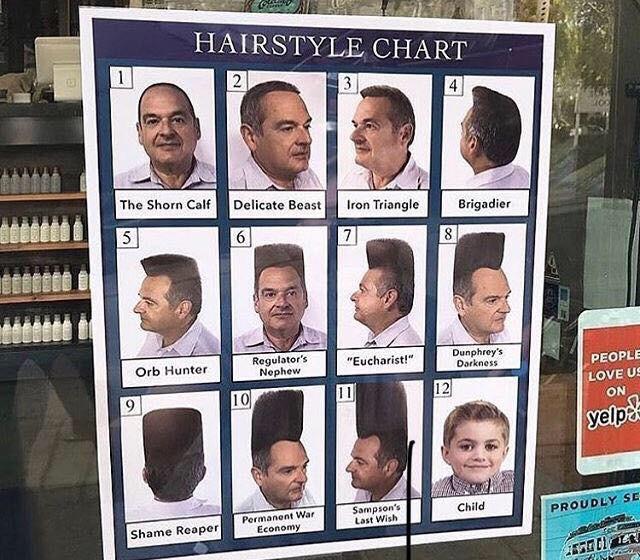 HAIRSTYLE CHART
1
The Shorn Calf
2
Delicate Beast
3
Iron Triangle
4
Brigadier
5
Orb Hunter
6
Regulator's
Nephew
7
"Eucharist!"
8
Dunphrey's
Darkness
9
Shame Reaper
10
Permanent War
Economy
11
Sampson's
Last Wish
12
Child
PEOPLE
LOVE US
ON
yelp
PROUDLY SE